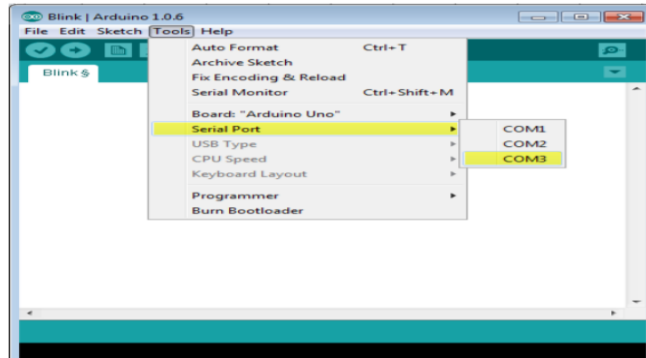 Blink | Arduino 1.0.6
File Edit Sketch Tools Help
Blink §
Auto Format Ctrl+T
Archive Sketch
Fix Encoding & Reload
Serial Monitor Ctrl+Shift+M
Board: "Arduino Uno"
Serial Port
USB Type
CPU Speed
Keyboard Layout
Programmer
Burn Bootloader
COM1
COM2
COM3